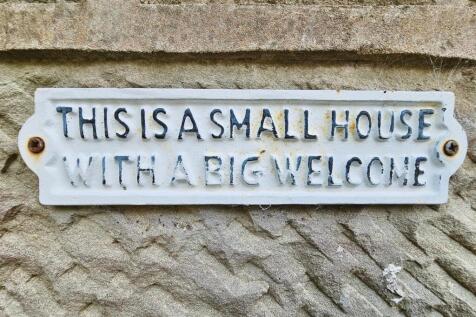 THIS IS A SMALL HOUSE
WITH A BIG WELCOME